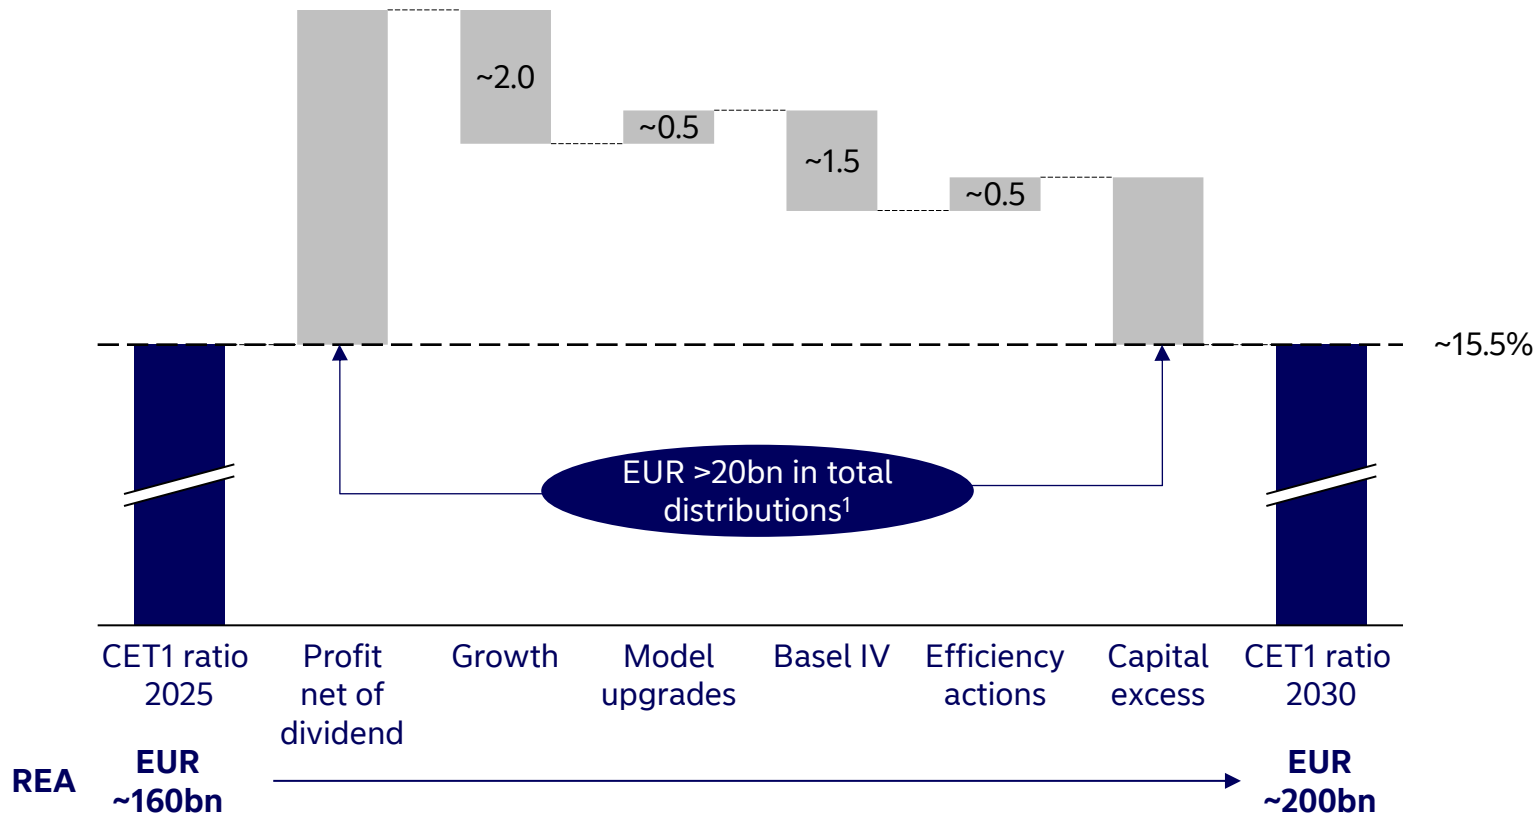 ~2.0
~0.5
~1.5
~0.5
~15.5%
EUR >20bn in total
distributions¹
CET1 ratio
2025
Profit
net of
dividend
Growth
Model
upgrades
Basel IV
Efficiency
actions
Capital
excess
CET1 ratio
2030
REA
EUR
~160bn
EUR
~200bn